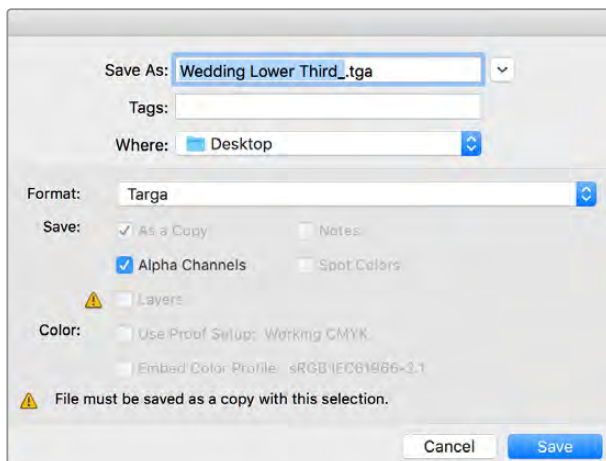 Save As: Wedding Lower Third_.tga
Tags:
Where: Desktop
Format: Targa
Save: As a Copy Notes
Alpha Channels Spot Colors
Layers
Color: Use Proof Setup: Working CMYK
Embed Color Profile: sRGB IEC61966-2.1
File must be saved as a copy with this selection.
Cancel Save